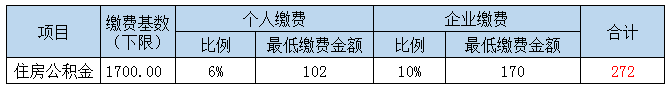 项目 缴费基数（下限） 个人缴费 企业缴费 合计
比例 最低缴费金额 比例 最低缴费金额
住房公积金 1700.00 6% 102 10% 170 272